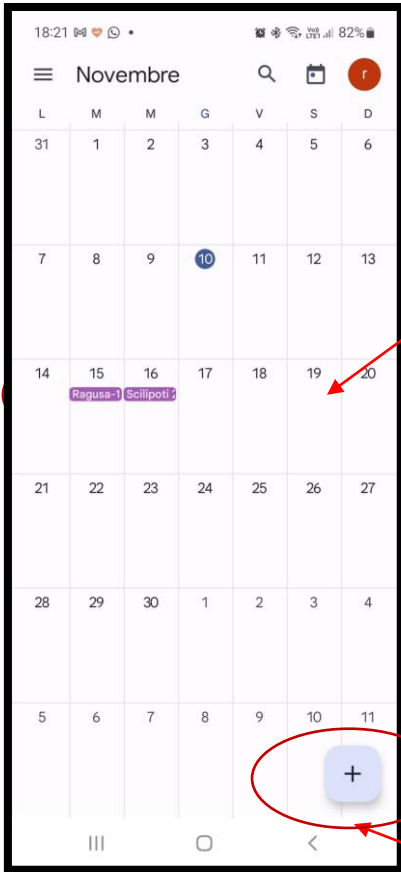 18:21 82%
Novembre r
L M M G V S D
31 1 2 3 4 5 6
7 8 9 10 11 12 13
14 15 16 17 18 19 20
Ragusa-1 Scilipoti
21 22 23 24 25 26 27
28 29 30 1 2 3 4
5 6 7 8 9 10 11
+